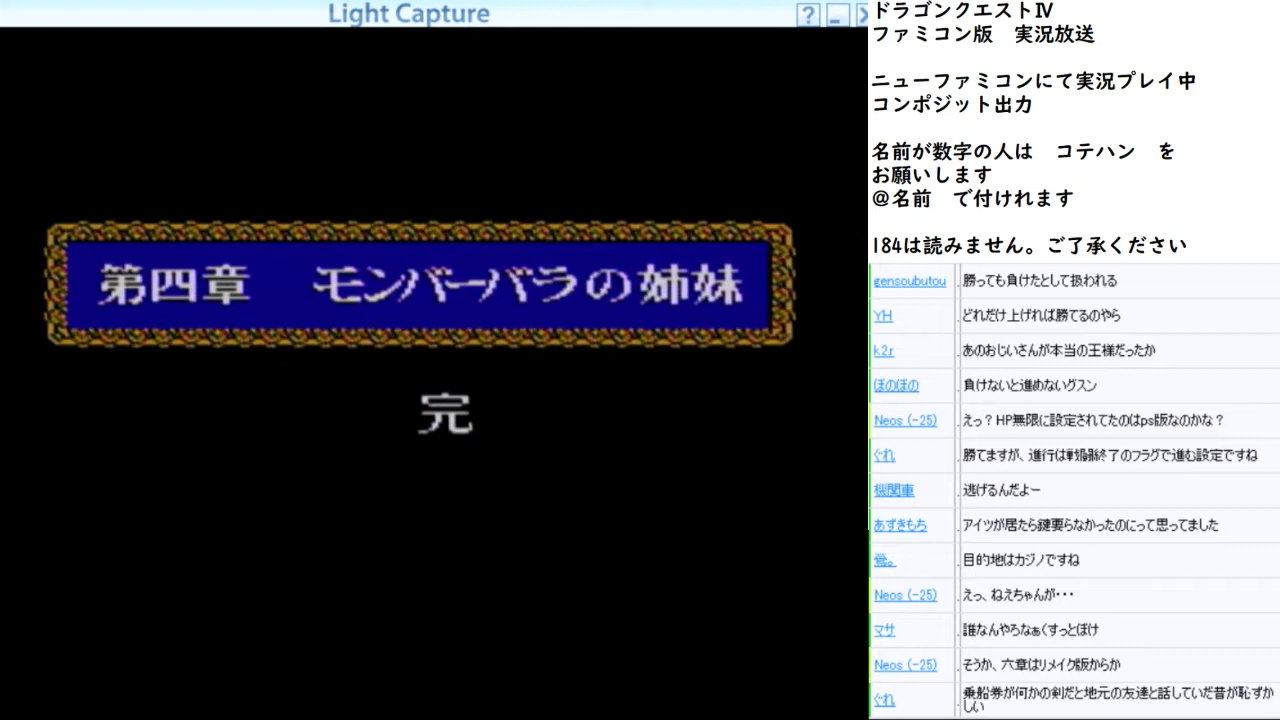 Light Capture
第四章　モンバーバラの姉妹
完
ドラゴンクエストⅣ
ファミコン版　実況放送
ニューファミコンにて実況プレイ中
コンポジット出力
名前が数字の人は　コテハン　を
お願いします
@名前　で付けれます
184は読みません。ご了承ください
gensoubutou 勝っても負けたとして扱われる
YH どれだけ上げれば勝てるのやら
k2r あのおじいさんが本当の王様だったか
ぼのぼの 負けないと進めないグスン
Neos (-25) えっ？HP無限に設定されてたのはps版なのかな？
ぐれ 勝てますが、進行は戦闘終了のフラグで進む設定ですね
機関車 逃げるんだよー
あずきもち アイツが居たら鍵要らなかったのにって思ってました
鶯。 目的地はカジノですね
Neos (-25) えっ、ねえちゃんが・・・
マサ 誰なんやろなぁくすっとぼけ
Neos (-25) そうか、六章はリメイク版からか
ぐれ 乗船券が何かの剣だと地元の友達と話していた昔が恥ずか
しい